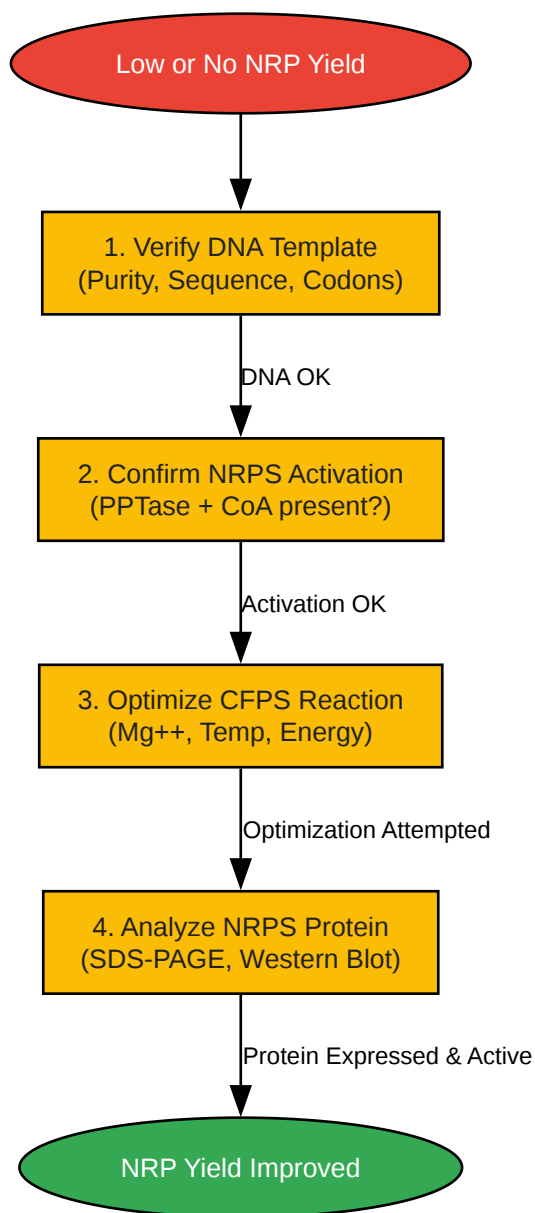 Low or No NRP Yield
1. Verify DNA Template
(Purity, Sequence, Codons)
DNA OK
2. Confirm NRPS Activation
(PPTase + CoA present?)
Activation OK
3. Optimize CFPS Reaction
(Mg++, Temp, Energy)
Optimization Attempted
4. Analyze NRPS Protein
(SDS-PAGE, Western Blot)
Protein Expressed & Active
NRP Yield Improved